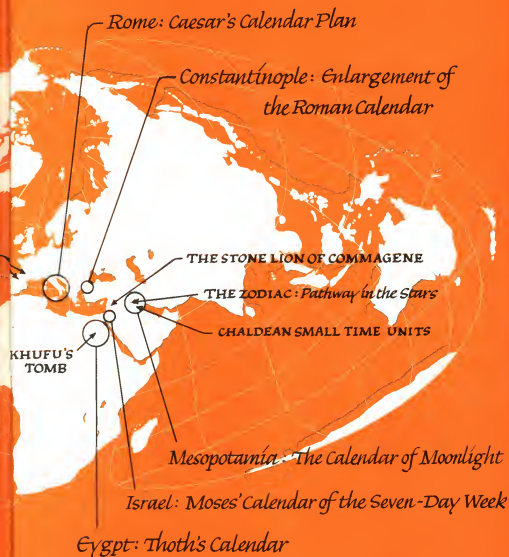 Rome: Caesar's Calendar Plan
Constantinople: Enlargement of
the Roman Calendar
THE STONE LION OF COMMAGENE
THE ZODIAC: Pathway in the Stars
CHALDEAN SMALL TIME UNITS
KHUFU'S
TOMB
Mesopotamia: The Calendar of Moonlight
Israel: Moses' Calendar of the Seven-Day Week
Eygpt: Thoth's Calendar